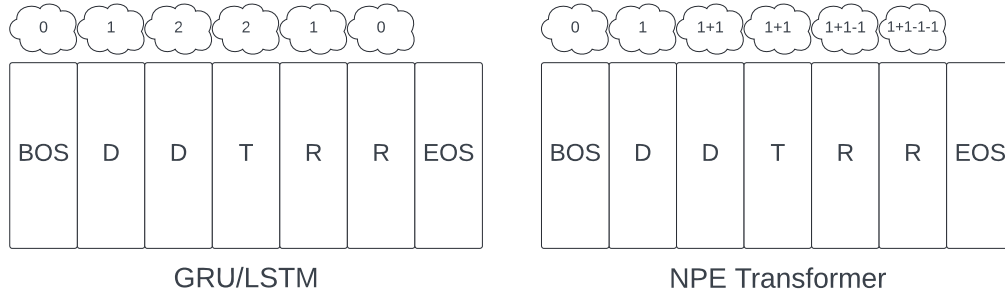 0 1 2 2 1 0
BOS D D T R R EOS
GRU/LSTM
0 1 1+1 1+1 1+1-1 1+1-1-1
BOS D D T R R EOS
NPE Transformer